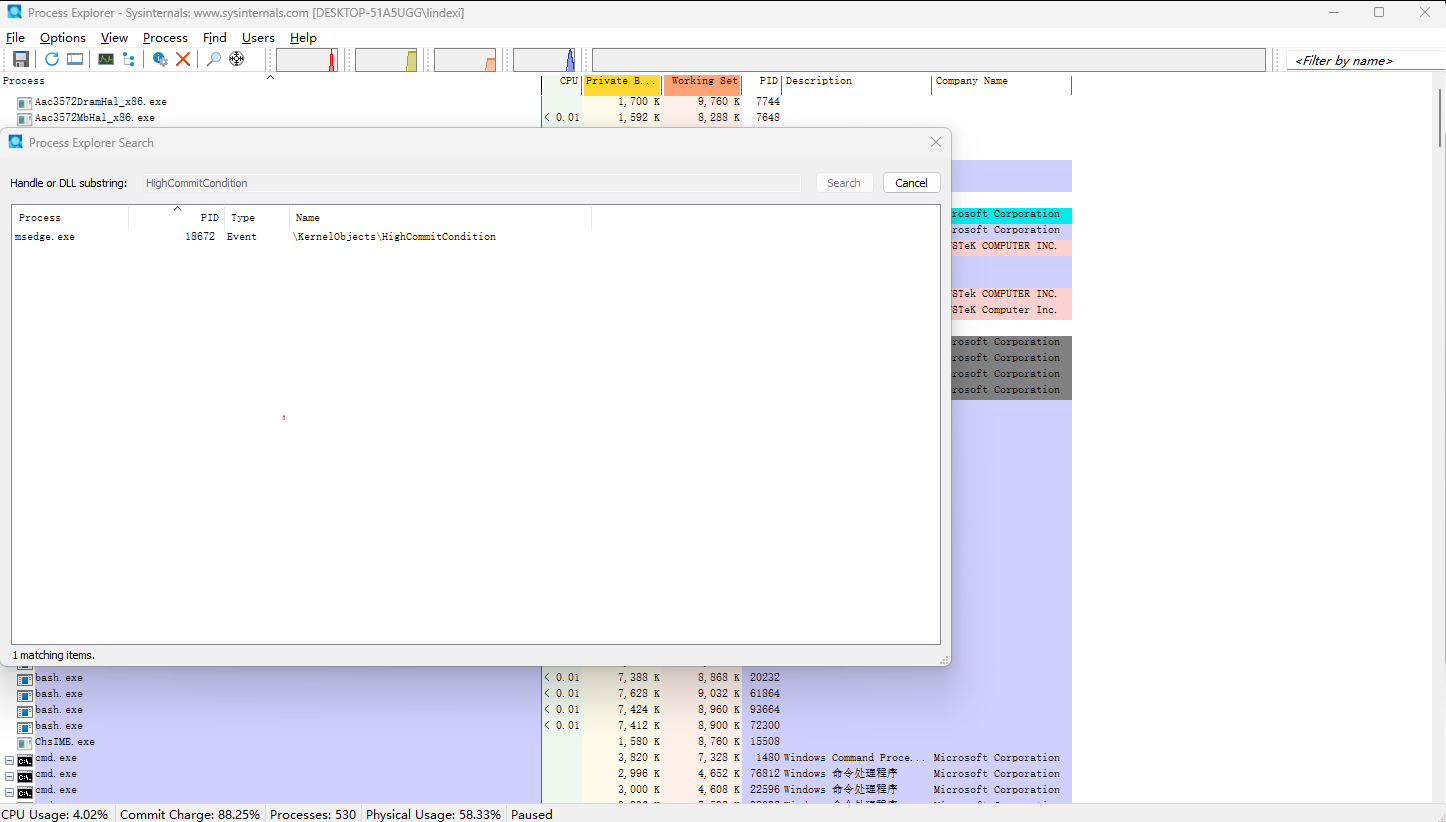 Process Explorer - Sysinternals: www.sysinternals.com [DESKTOP-51A5UGG\lindexi]
File Options View Process Find Users Help
<Filter by name>
Process CPU Private B... Working Set PID Description Company Name
Aac3572DramHal_x86.exe 1,700 K 9,760 K 7744
Aac3572MbHal_x86.exe < 0.01 1,592 K 8,288 K 7648
Process Explorer Search
Handle or DLL substring: HighCommitCondition Search Cancel
Process PID Type Name
msedge.exe 18672 Event \KernelObjects\HighCommitCondition
rosoft Corporation
rosoft Corporation
STeK COMPUTER INC.
STek COMPUTER INC.
STeK Computer Inc.
rosoft Corporation
rosoft Corporation
rosoft Corporation
rosoft Corporation
1 matching items.
bash.exe < 0.01 7,388 K 8,868 K 20232
bash.exe < 0.01 7,628 K 9,032 K 61864
bash.exe < 0.01 7,424 K 8,960 K 93664
bash.exe < 0.01 7,412 K 8,900 K 72300
ChsIME.exe 1,580 K 8,760 K 15508
cmd.exe 3,820 K 7,328 K 1480 Windows Command Proce... Microsoft Corporation
cmd.exe 2,996 K 4,652 K 76812 Windows 命令处理程序 Microsoft Corporation
cmd.exe 3,000 K 4,608 K 22596 Windows 命令处理程序 Microsoft Corporation
CPU Usage: 4.02% Commit Charge: 88.25% Processes: 530 Physical Usage: 58.33% Paused